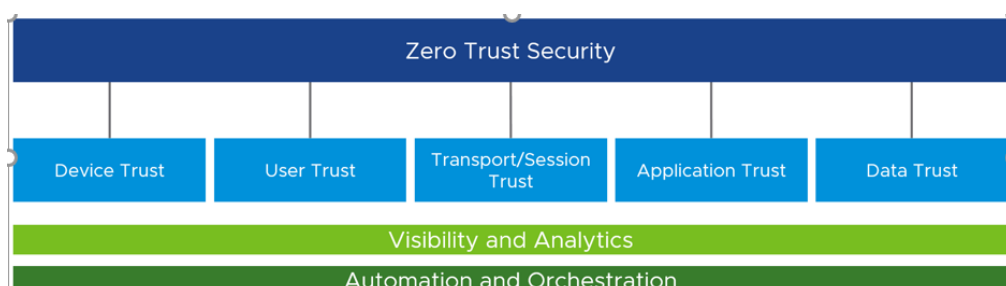 Zero Trust Security
Device Trust
User Trust
Transport/Session
Trust
Application Trust
Data Trust
Visibility and Analytics
Automation and Orchestration